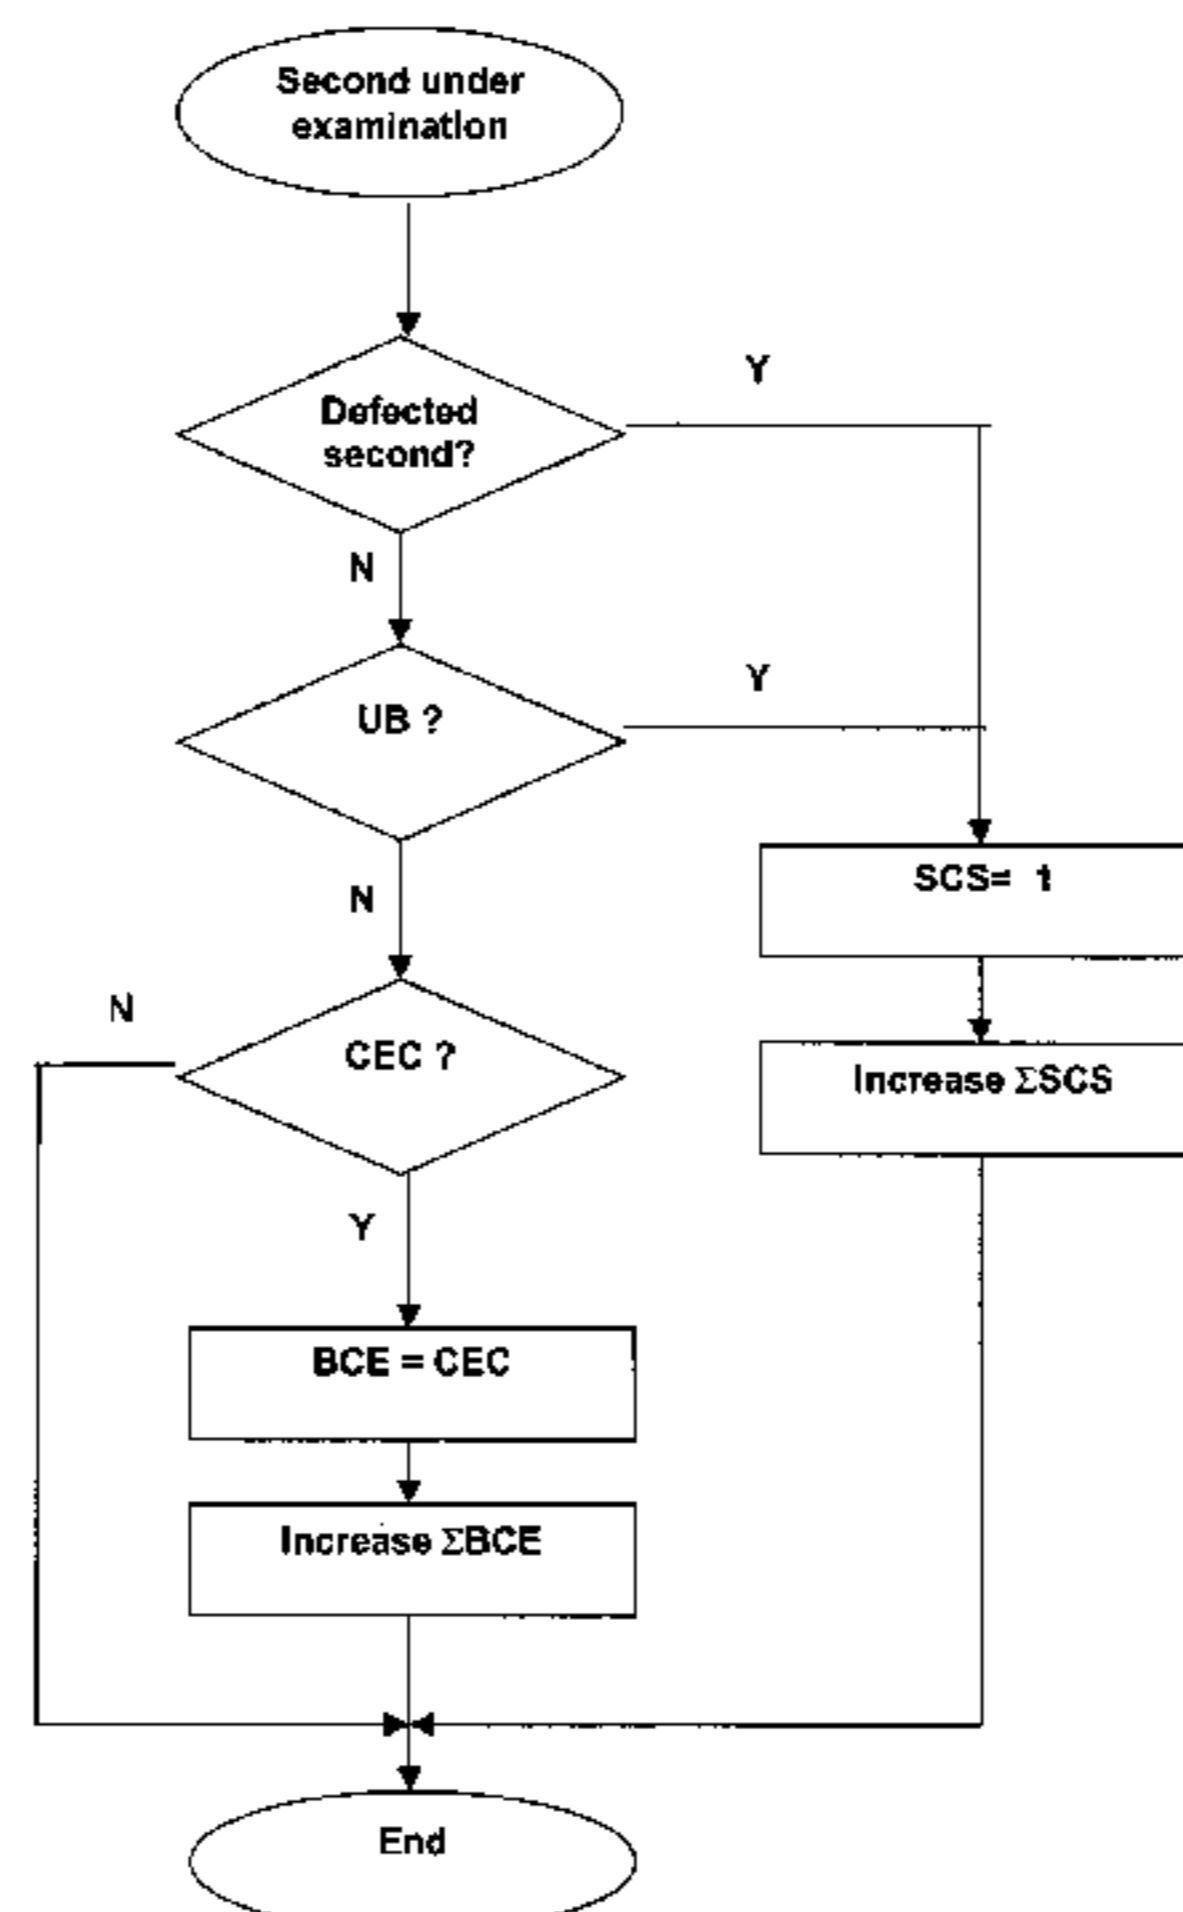 Second under
examination
Y
Defected
second?
N
Y
UB ?
SCS= 1
N
N
CEC ?
Increase ΣSCS
Y
BCE = CEC
Increase ΣBCE
End